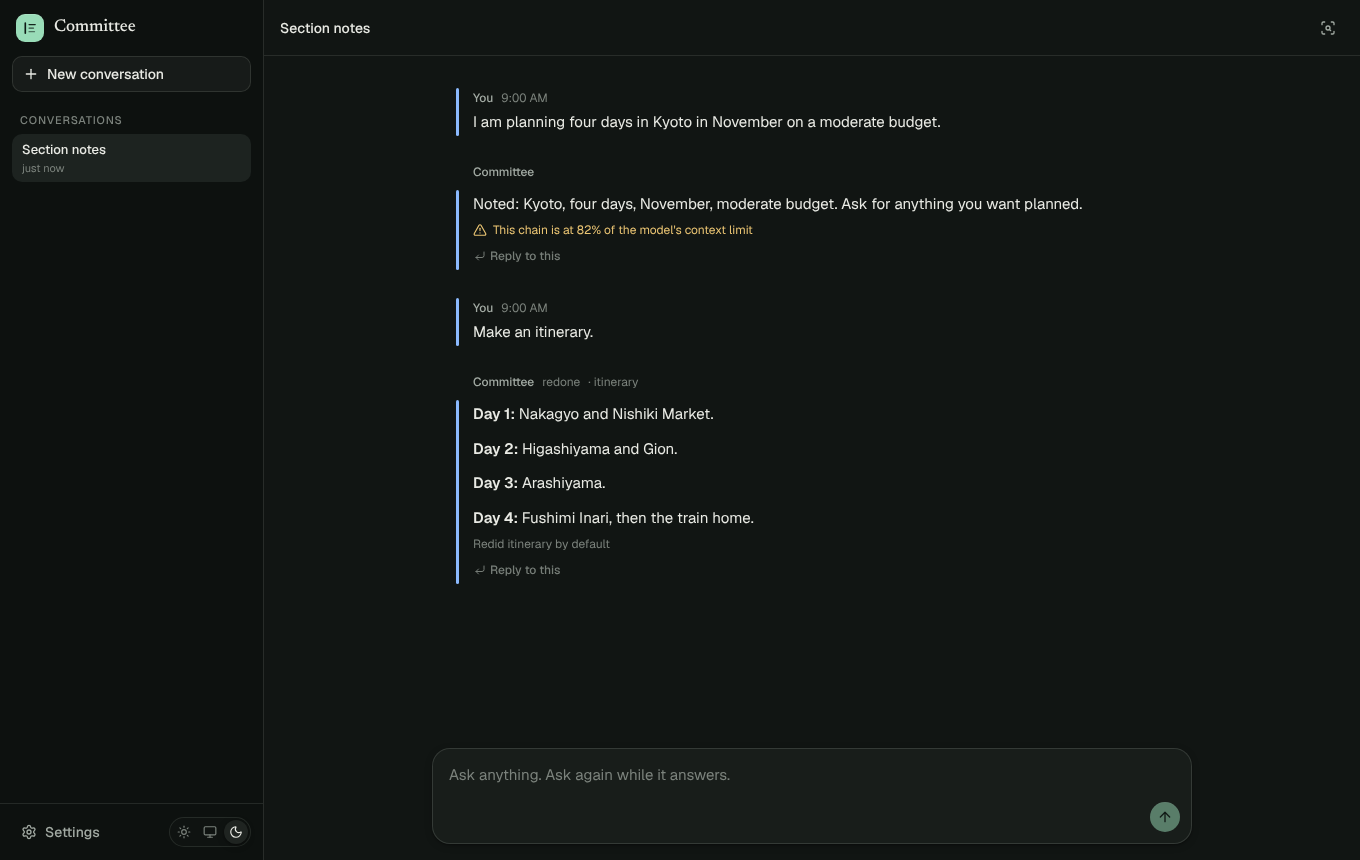 Committee
New conversation
CONVERSATIONS
Section notes
just now
Settings
Section notes
You 9:00 AM
I am planning four days in Kyoto in November on a moderate budget.
Committee
Noted: Kyoto, four days, November, moderate budget. Ask for anything you want planned.
This chain is at 82% of the model's context limit
Reply to this
You 9:00 AM
Make an itinerary.
Committee redone · itinerary
Day 1: Nakagyo and Nishiki Market.
Day 2: Higashiyama and Gion.
Day 3: Arashiyama.
Day 4: Fushimi Inari, then the train home.
Redid itinerary by default
Reply to this
Ask anything. Ask again while it answers.